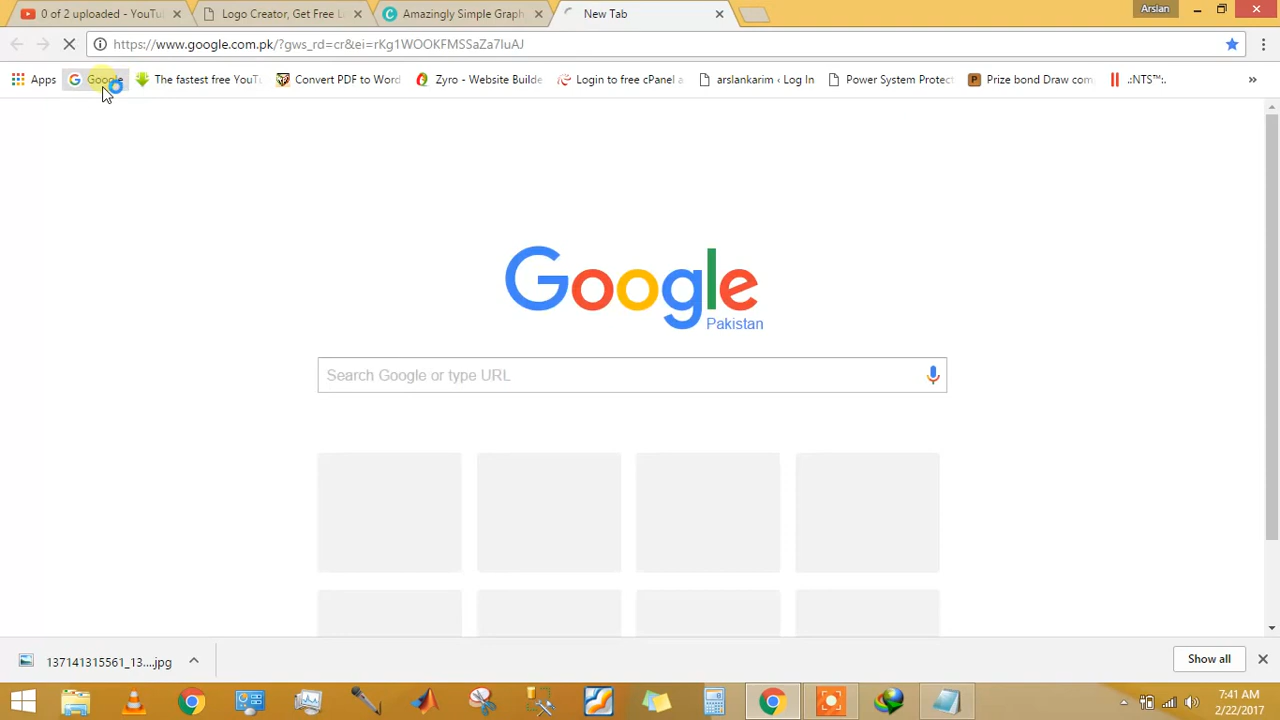 0 of 2 uploaded - YouTu
Logo Creator, Get Free L
Amazingly Simple Graph
New Tab
Arslan
https://www.google.com.pk/?gws_rd=cr&ei=rKg1WOOKFMSSaZa7luAJ
Apps
Google
The fastest free YouTu
Convert PDF to Word
Zyro - Website Builde
Login to free cPanel a
arslankarim < Log In
Power System Protect
Prize bond Draw com
.:NTS™:.
»
Google
Pakistan
Search Google or type URL
137141315561_13....jpg
Show all
7:41 AM
2/22/2017